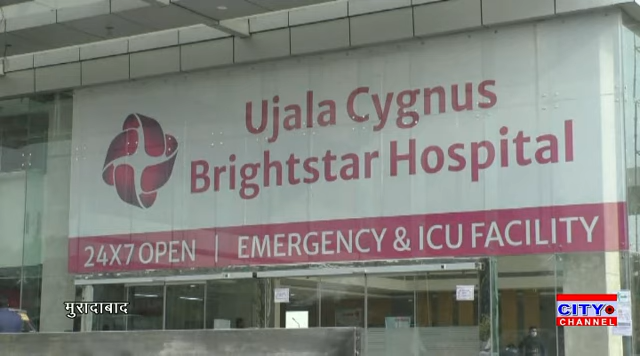 Ujala Cygnus
Brightstar Hospital
24X7 OPEN | EMERGENCY & ICU FACILITY
मुरादाबाद
CITY
CHANNEL